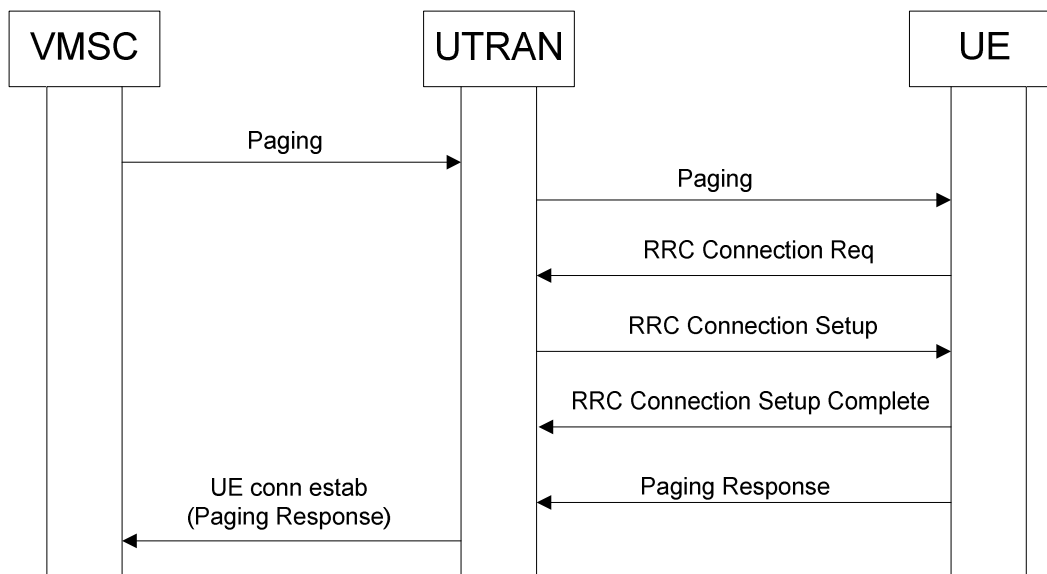 VMSC
UTRAN
UE
Paging
Paging
RRC Connection Req
RRC Connection Setup
RRC Connection Setup Complete
Paging Response
UE conn estab
(Paging Response)